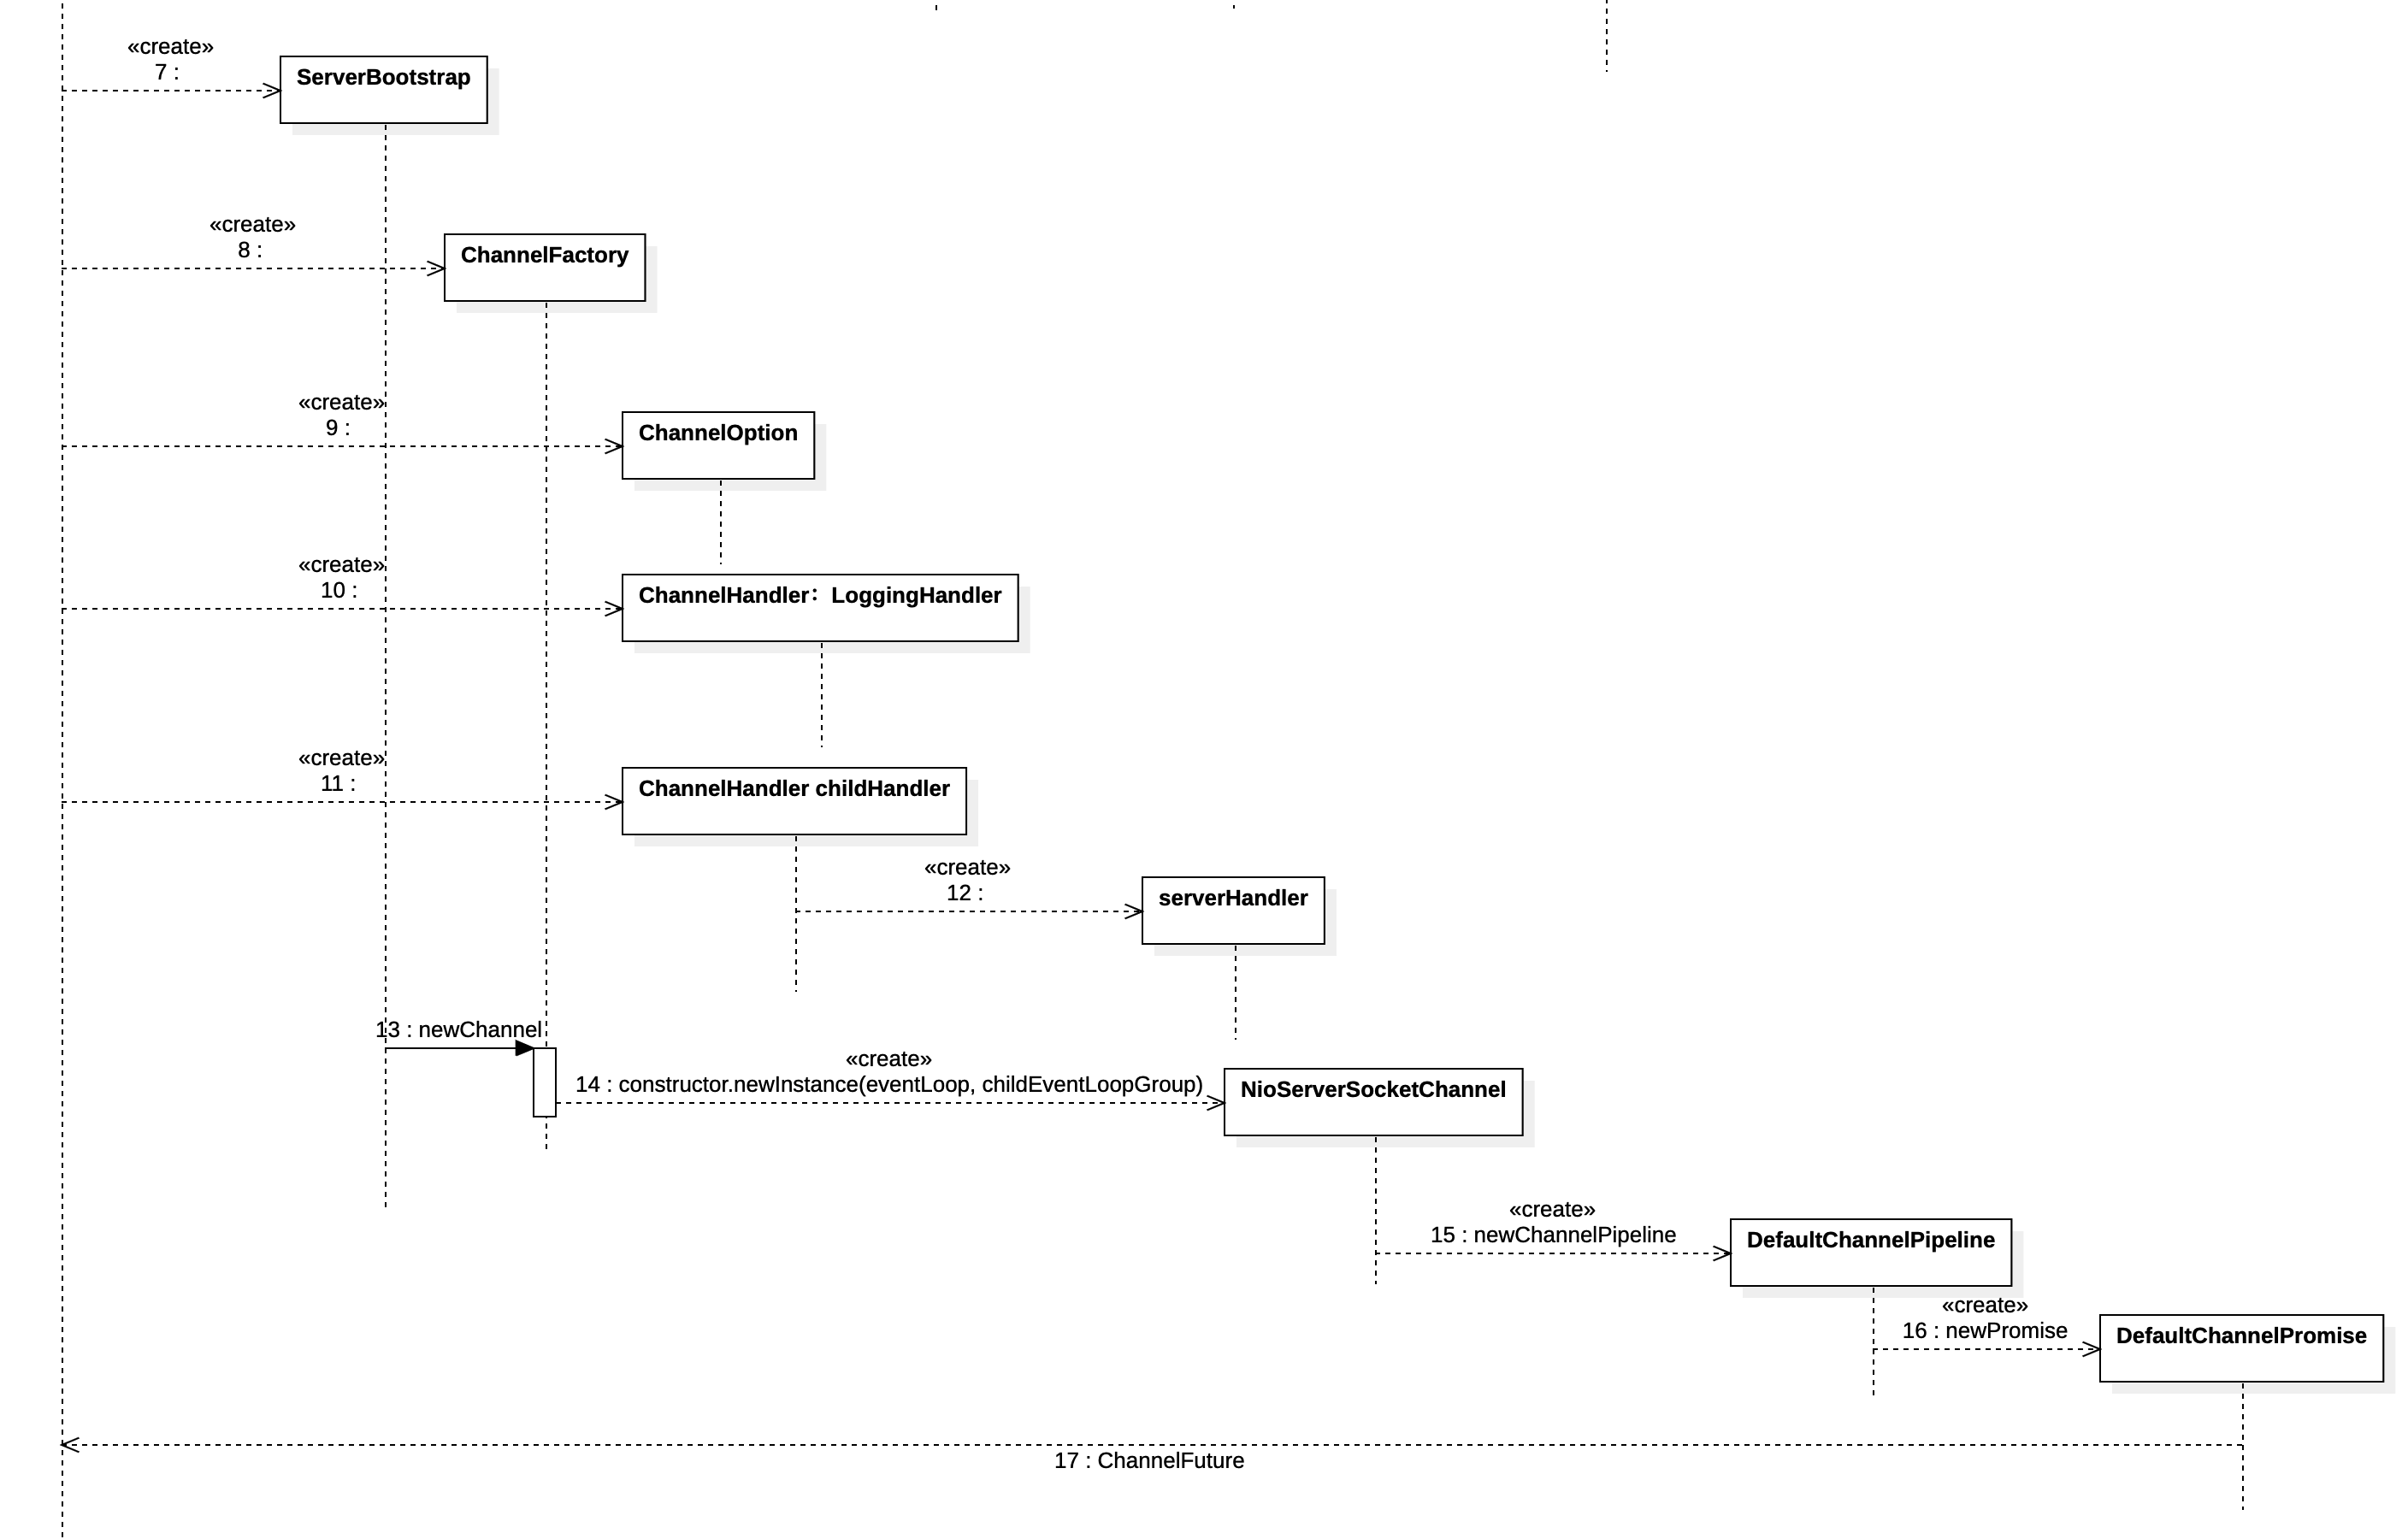 «create»
7 :
ServerBootstrap
«create»
8 :
ChannelFactory
«create»
9 :
ChannelOption
«create»
10 :
ChannelHandler：LoggingHandler
«create»
11 :
ChannelHandler childHandler
«create»
12 :
serverHandler
13 : newChannel
«create»
14 : constructor.newInstance(eventLoop, childEventLoopGroup)
NioServerSocketChannel
«create»
15 : newChannelPipeline
DefaultChannelPipeline
«create»
16 : newPromise
DefaultChannelPromise
17 : ChannelFuture